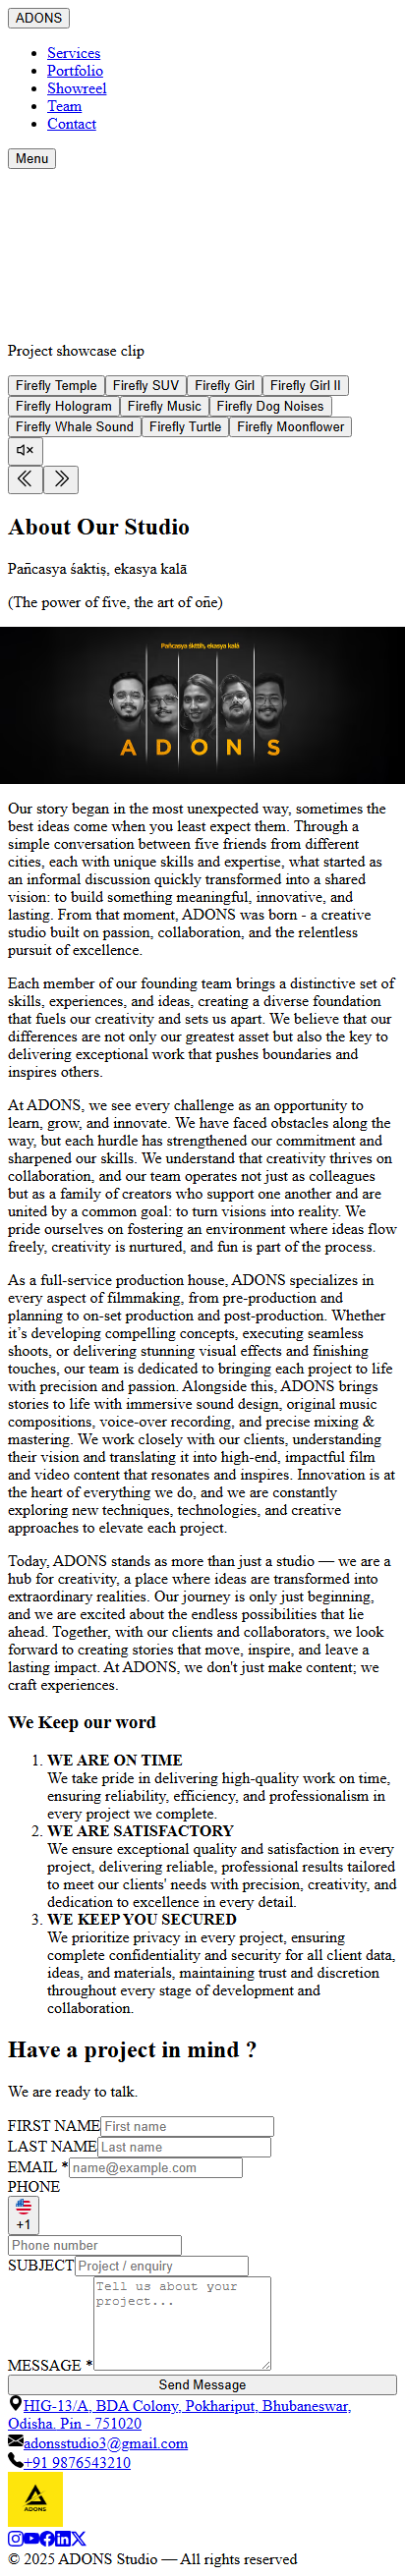 ADONS
Services
Portfolio
Showreel
Team
Contact
Menu
Project showcase clip
Firefly Temple
Firefly SUV
Firefly Girl
Firefly Girl II
Firefly Hologram
Firefly Music
Firefly Dog Noises
Firefly Whale Sound
Firefly Turtle
Firefly Moonflower
About Our Studio
Pañcasya śaktiṣ, ekasya kalā
(The power of five, the art of on̄e)
ADONS
Our story began in the most unexpected way, sometimes the
best ideas come when you least expect them. Through a
simple conversation between five friends from different
cities, each with unique skills and expertise, what started as
an informal discussion quickly transformed into a shared
vision: to build something meaningful, innovative, and
lasting. From that moment, ADONS was born - a creative
studio built on passion, collaboration, and the relentless
pursuit of excellence.
Each member of our founding team brings a distinctive set of
skills, experiences, and ideas, creating a diverse foundation
that fuels our creativity and sets us apart. We believe that our
differences are not only our greatest asset but also the key to
delivering exceptional work that pushes boundaries and
inspires others.
At ADONS, we see every challenge as an opportunity to
learn, grow, and innovate. We have faced obstacles along the
way, but each hurdle has strengthened our commitment and
sharpened our skills. We understand that creativity thrives on
collaboration, and our team operates not just as colleagues
but as a family of creators who support one another and are
united by a common goal: to turn visions into reality. We
pride ourselves on fostering an environment where ideas flow
freely, creativity is nurtured, and fun is part of the process.
As a full-service production house, ADONS specializes in
every aspect of filmmaking, from pre-production and
planning to on-set production and post-production. Whether
it’s developing compelling concepts, executing seamless
shoots, or delivering stunning visual effects and finishing
touches, our team is dedicated to bringing each project to life
with precision and passion. Alongside this, ADONS brings
stories to life with immersive sound design, original music
compositions, voice-over recording, and precise mixing &
mastering. We work closely with our clients, understanding
their vision and translating it into high-end, impactful film
and video content that resonates and inspires. Innovation is at
the heart of everything we do, and we are constantly
exploring new techniques, technologies, and creative
approaches to elevate each project.
Today, ADONS stands as more than just a studio — we are a
hub for creativity, a place where ideas are transformed into
extraordinary realities. Our journey is only just beginning,
and we are excited about the endless possibilities that lie
ahead. Together, with our clients and collaborators, we look
forward to creating stories that move, inspire, and leave a
lasting impact. At ADONS, we don't just make content; we
craft experiences.
We Keep our word
1. WE ARE ON TIME
We take pride in delivering high-quality work on time,
ensuring reliability, efficiency, and professionalism in
every project we complete.
2. WE ARE SATISFACTORY
We ensure exceptional quality and satisfaction in every
project, delivering reliable, professional results tailored
to meet our clients' needs with precision, creativity, and
dedication to excellence in every detail.
3. WE KEEP YOU SECURED
We prioritize privacy in every project, ensuring
complete confidentiality and security for all client data,
ideas, and materials, maintaining trust and discretion
throughout every stage of development and
collaboration.
Have a project in mind ?
We are ready to talk.
FIRST NAME First name
LAST NAME Last name
EMAIL * name@example.com
PHONE
+1
Phone number
SUBJECT Project / enquiry
Tell us about your
project...
MESSAGE *
Send Message
HIG-13/A, BDA Colony, Pokhariput, Bhubaneswar,
Odisha. Pin - 751020
adonsstudio3@gmail.com
+91 9876543210
ADONS
© 2025 ADONS Studio — All rights reserved